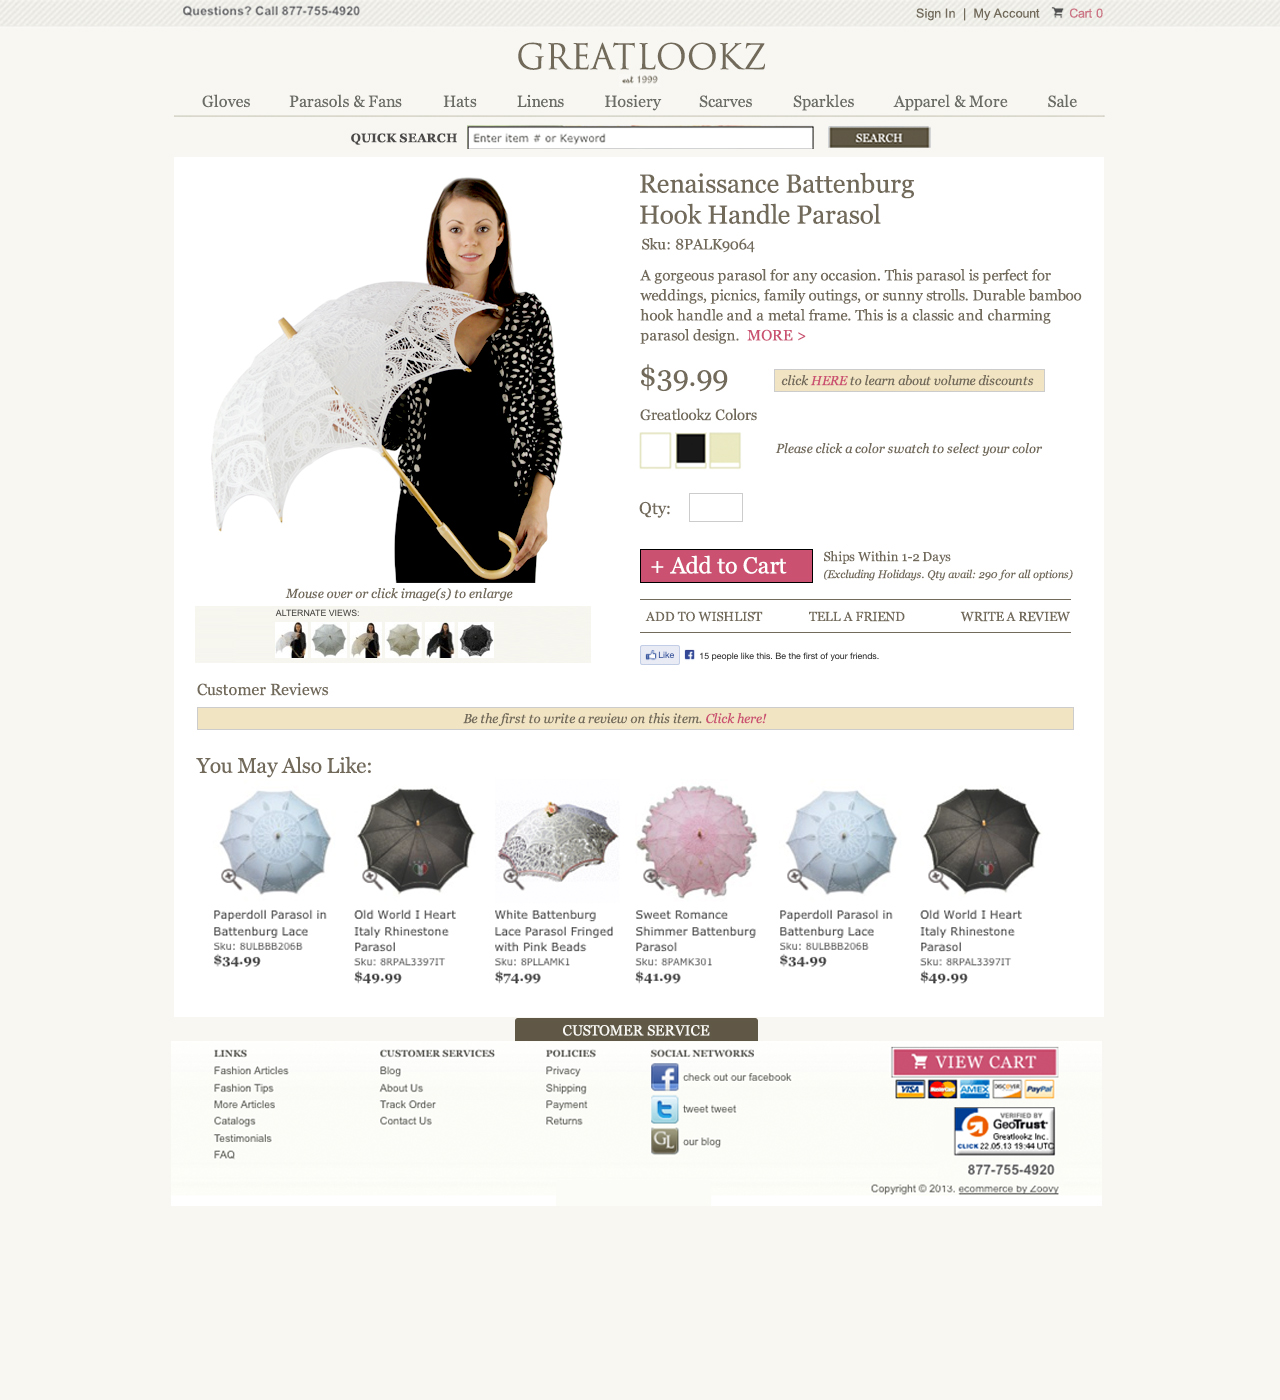 Questions? Call 877-755-4920
Sign In | My Account Cart 0
GREATLOOKZ
est 1999
Gloves Parasols & Fans Hats Linens Hosiery Scarves Sparkles Apparel & More Sale
QUICK SEARCH Enter item # or Keyword SEARCH
Renaissance Battenburg
Hook Handle Parasol
Sku: 8PALK9064
A gorgeous parasol for any occasion. This parasol is perfect for
weddings, picnics, family outings, or sunny strolls. Durable bamboo
hook handle and a metal frame. This is a classic and charming
parasol design. MORE >
$39.99 click HERE to learn about volume discounts
Greatlookz Colors
Please click a color swatch to select your color
Qty:
+ Add to Cart
Ships Within 1-2 Days
(Excluding Holidays. Qty avail: 290 for all options)
Mouse over or click image(s) to enlarge
ALTERNATE VIEWS:
ADD TO WISHLIST TELL A FRIEND WRITE A REVIEW
Like 15 people like this. Be the first of your friends.
Customer Reviews
Be the first to write a review on this item. Click here!
You May Also Like:
Paperdoll Parasol in
Battenburg Lace
Sku: 8ULBBB206B
$34.99
Old World I Heart
Italy Rhinestone
Parasol
Sku: 8RPAL3397IT
$49.99
White Battenburg
Lace Parasol Fringed
with Pink Beads
Sku: 8PLLAMK1
$74.99
Sweet Romance
Shimmer Battenburg
Parasol
Sku: 8PAMK301
$41.99
Paperdoll Parasol in
Battenburg Lace
Sku: 8ULBBB206B
$34.99
Old World I Heart
Italy Rhinestone
Parasol
Sku: 8RPAL3397IT
$49.99
CUSTOMER SERVICE
LINKS
Fashion Articles
Fashion Tips
More Articles
Catalogs
Testimonials
FAQ
CUSTOMER SERVICES
Blog
About Us
Track Order
Contact Us
POLICIES
Privacy
Shipping
Payment
Returns
SOCIAL NETWORKS
check out our facebook
tweet tweet
GL our blog
VIEW CART
VISA MasterCard AMEX DISCOVER PayPal
VERIFIED BY
GeoTrust
Greatlookz Inc.
CLICK 22.05.13 19:44 UTC
877-755-4920
Copyright © 2013. ecommerce by Zoovy